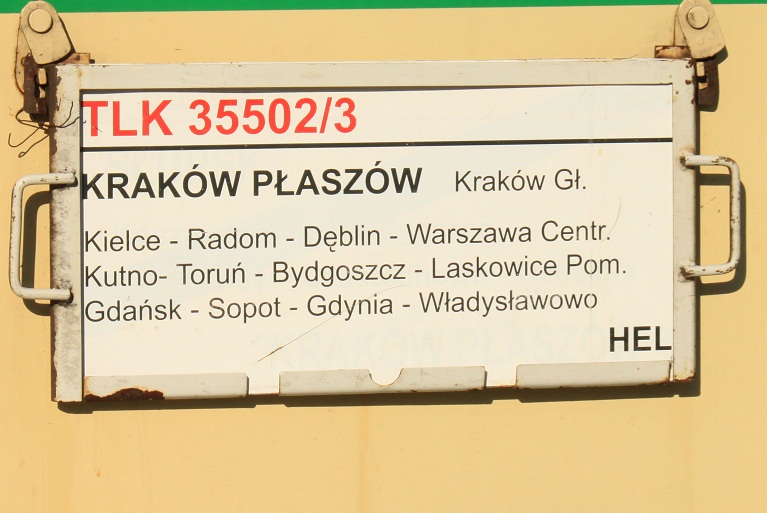 TLK 35502/3
KRAKÓW PŁASZÓW Kraków Gł.
Kielce - Radom - Dęblin - Warszawa Centr.
Kutno- Toruń - Bydgoszcz - Laskowice Pom.
Gdańsk - Sopot - Gdynia - Władysławowo
HEL